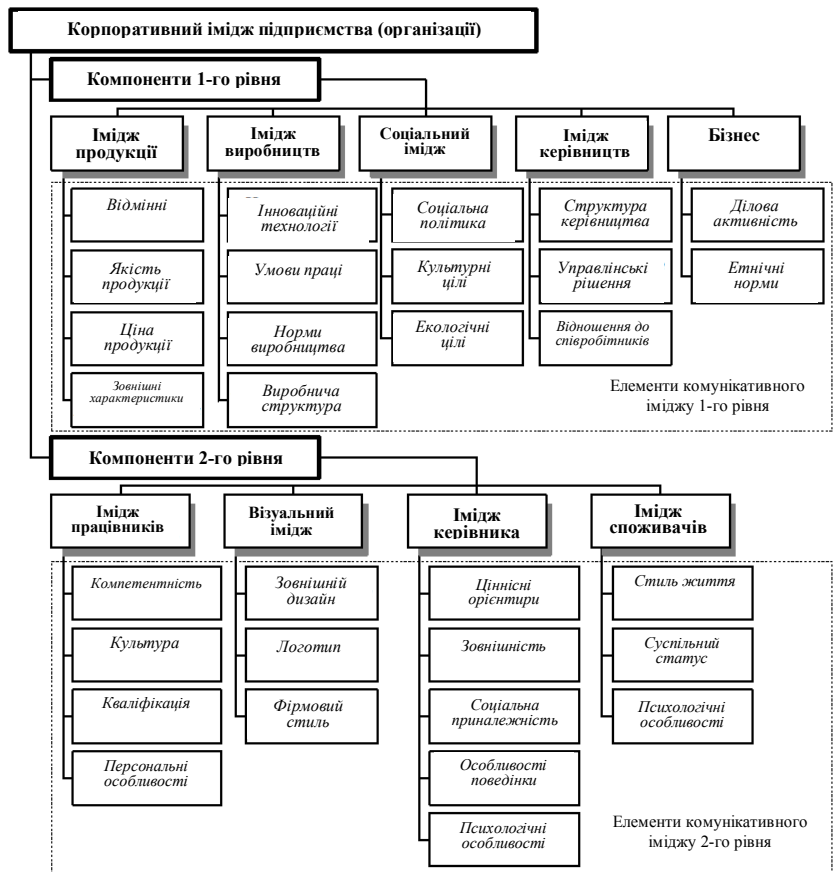 Корпоративний імідж підприємства (організації)
Компоненти 1-го рівня
Імідж
продукції
Імідж
виробництв
Соціальний
імідж
Імідж
керівництв
Бізнес
Відмінні
Якість
продукції
Ціна
продукції
Зовнішні
характеристики
Інноваційні
технології
Умови праці
Норми
виробництва
Виробнича
структура
Соціальна
політика
Культурні
цілі
Екологічні
цілі
Структура
керівництва
Управлінські
рішення
Відношення до
співробітників
Ділова
активність
Етнічні
норми
Елементи комунікативного
іміджу 1-го рівня
Компоненти 2-го рівня
Імідж
працівників
Візуальний
імідж
Імідж
керівника
Імідж
споживачів
Компетентність
Культура
Кваліфікація
Персональні
особливості
Зовнішній
дизайн
Логотип
Фірмовий
стиль
Ціннісні
орієнтири
Зовнішність
Соціальна
приналежність
Особливості
поведінки
Психологічні
особливості
Стиль життя
Суспільний
статус
Психологічні
особливості
Елементи комунікативного
іміджу 2-го рівня